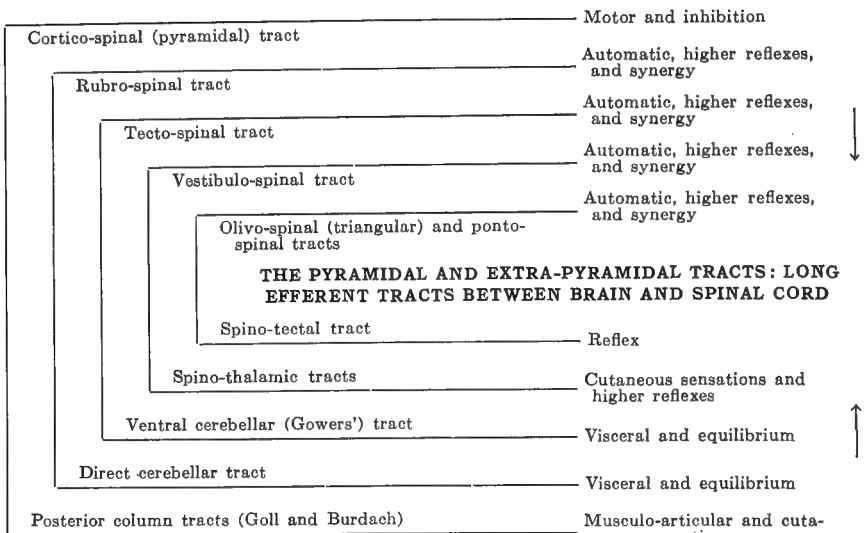 Motor and inhibition
Cortico-spinal (pyramidal) tract
Automatic, higher reflexes,
and synergy
Rubro-spinal tract
Automatic, higher reflexes,
and synergy
Tecto-spinal tract
Automatic, higher reflexes,
and synergy
Vestibulo-spinal tract
Automatic, higher reflexes,
and synergy
Olivo-spinal (triangular) and ponto-
spinal tracts
THE PYRAMIDAL AND EXTRA-PYRAMIDAL TRACTS: LONG
EFFERENT TRACTS BETWEEN BRAIN AND SPINAL CORD
Spino-tectal tract
Reflex
Spino-thalamic tracts
Cutaneous sensations and
higher reflexes
Ventral cerebellar (Gowers') tract
Visceral and equilibrium
Direct cerebellar tract
Visceral and equilibrium
Posterior column tracts (Goll and Burdach)
Musculo-articular and cuta-